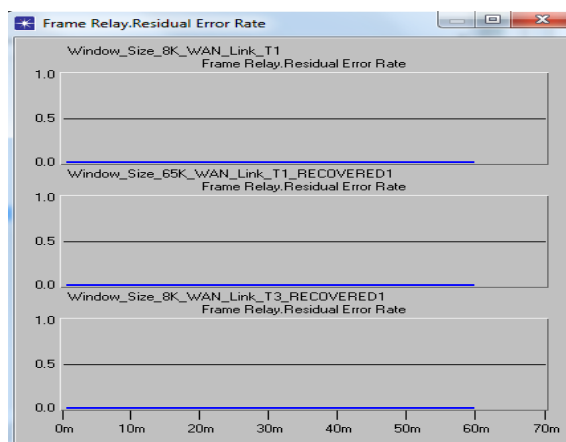 Frame Relay.Residual Error Rate
Window_Size_8K_WAN_Link_T1
Frame Relay.Residual Error Rate
1.0
0.5
0.0
Window_Size_65K_WAN_Link_T1_RECOVERED1
Frame Relay.Residual Error Rate
1.0
0.5
0.0
Window_Size_8K_WAN_Link_T3_RECOVERED1
Frame Relay.Residual Error Rate
1.0
0.5
0.0
0m 10m 20m 30m 40m 50m 60m 70m